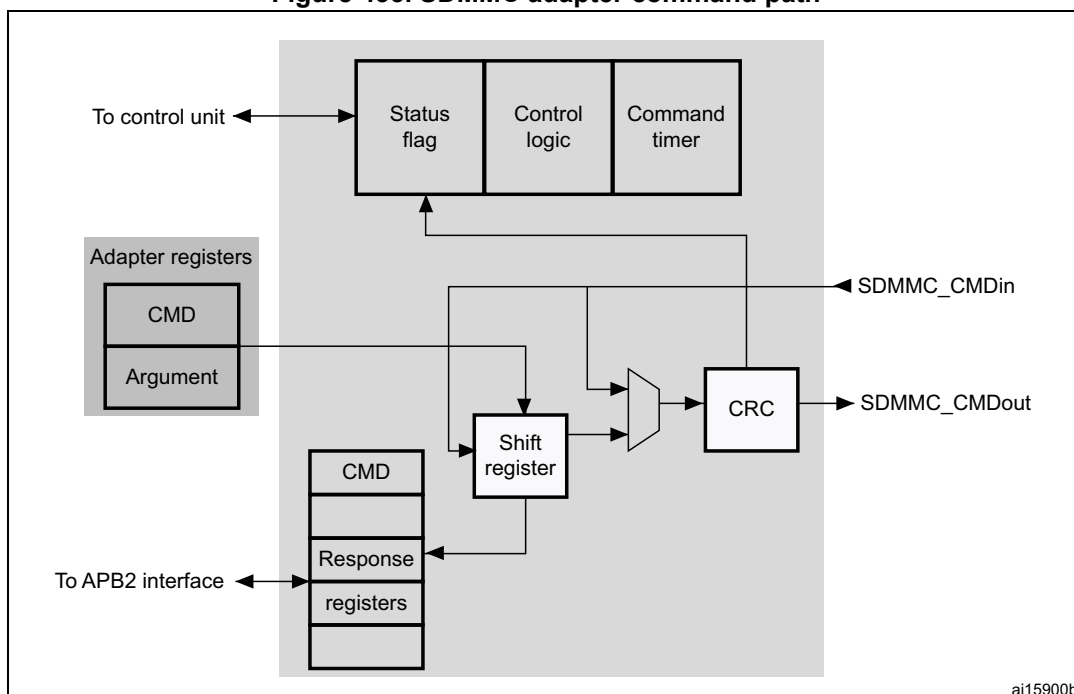 Status
flag
Control
logic
Command
timer
To control unit
Adapter registers
CMD
Argument
SDMMC_CMDin
CRC
SDMMC_CMDout
Shift
register
CMD
Response
registers
To APB2 interface
ai15900b